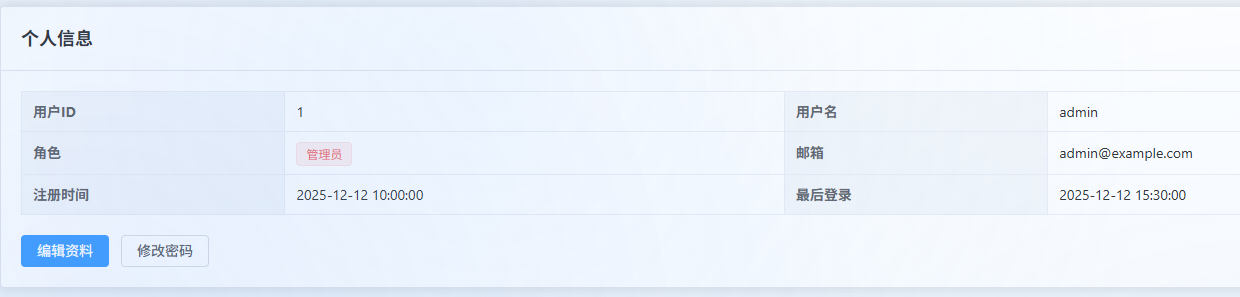 个人信息
用户ID 1 用户名 admin
角色 管理员 邮箱 admin@example.com
注册时间 2025-12-12 10:00:00 最后登录 2025-12-12 15:30:00
编辑资料 修改密码